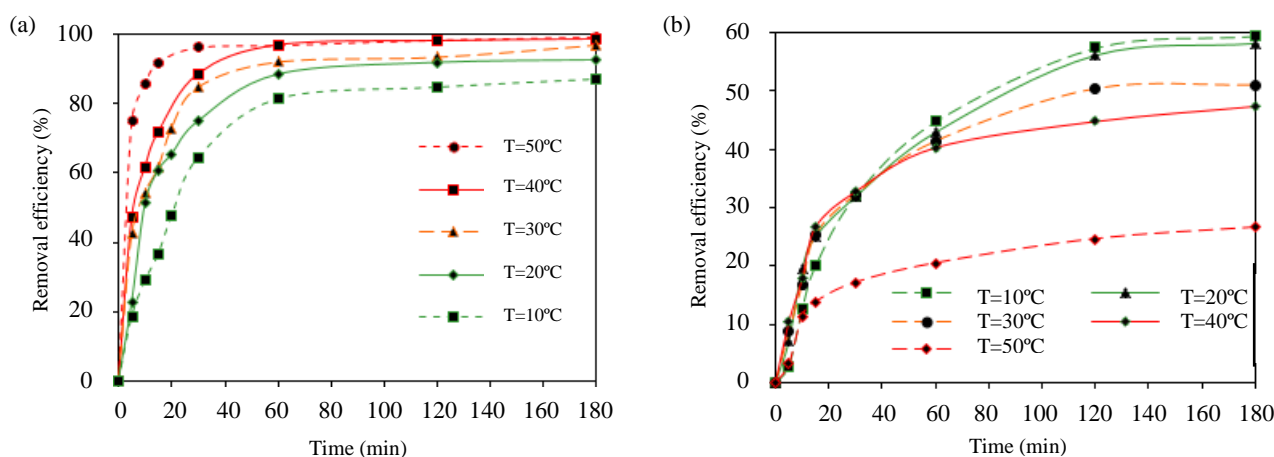 (a)
100
80
60
40
20
0
Removal efficiency (%)
T=50ºC
T=40ºC
T=30ºC
T=20ºC
T=10ºC
0 20 40 60 80 100 120 140 160 180
Time (min)
(b)
60
50
40
30
20
10
0
Removal efficiency (%)
T=10ºC T=20ºC
T=30ºC T=40ºC
T=50ºC
0 20 40 60 80 100 120 140 160 180
Time (min)